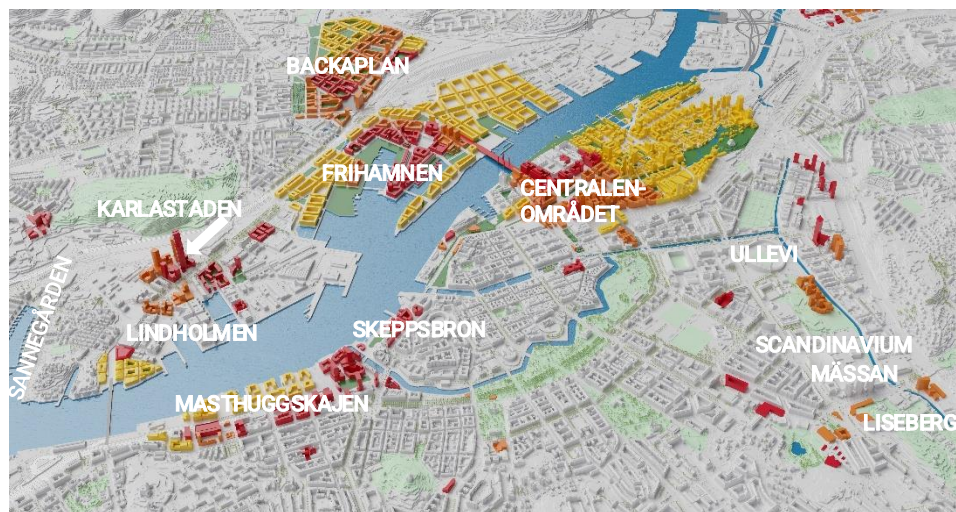 BACKAPLAN
FRIHAMNEN
CENTRALEN-
OMRÅDET
KARLASTADEN
ULLEVI
SANNEGÅRDEN
LINDHOLMEN
SKEPPSBRON
SCANDINAVIUM
MÄSSAN
MASTHUGGSKAJEN
LISEBERG